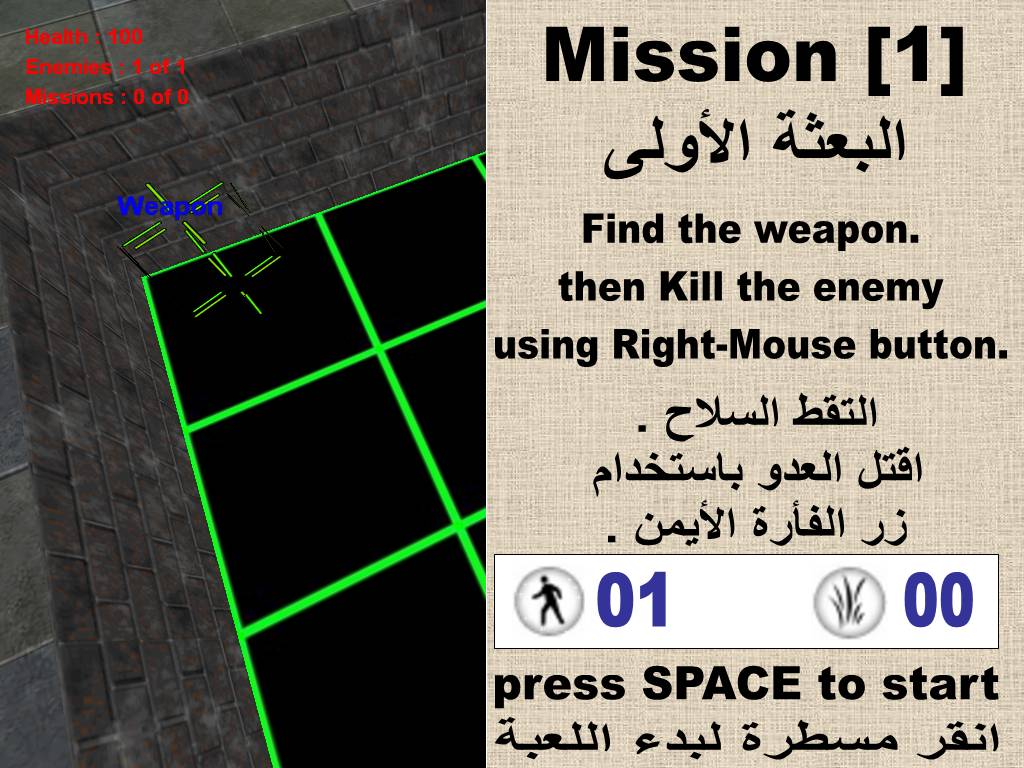 Health : 100
Enemies : 1 of 1
Missions : 0 of 0
Weapon
Mission [1]
البعثة الأولى
Find the weapon.
then Kill the enemy
using Right-Mouse button.
التقط السلاح .
اقتل العدو باستخدام
زر الفأرة الأيمن .
01 00
press SPACE to start
انقر مسطرة لبدء اللعبة